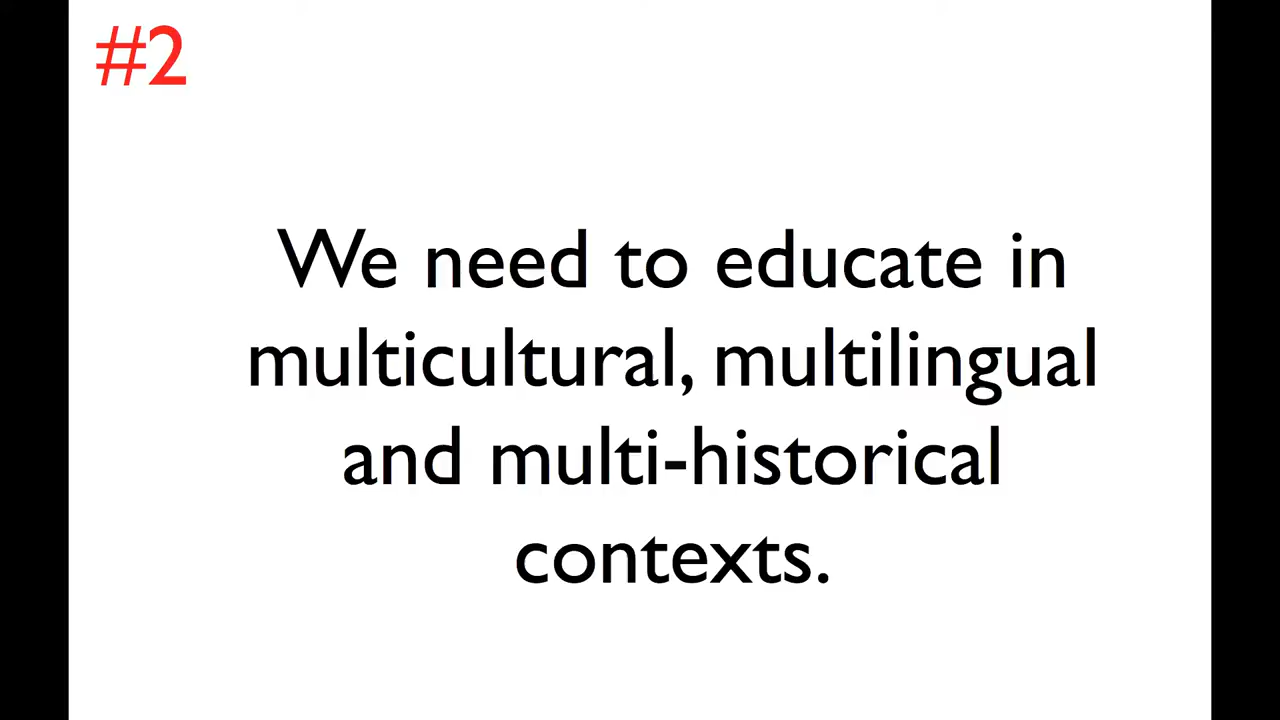 #2
We need to educate in
multicultural, multilingual
and multi-historical
contexts.